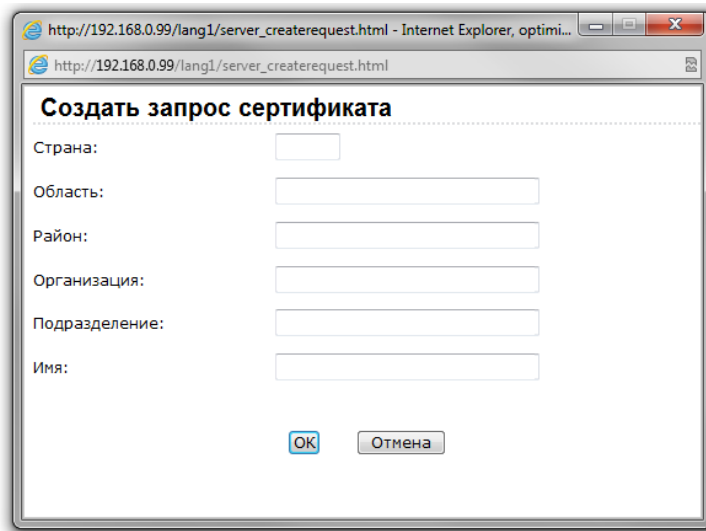 http://192.168.0.99/lang1/server_createrequest.html - Internet Explorer, optimi...
http://192.168.0.99/lang1/server_createrequest.html
Создать запрос сертификата
Страна:
Область:
Район:
Организация:
Подразделение:
Имя:
OK Отмена